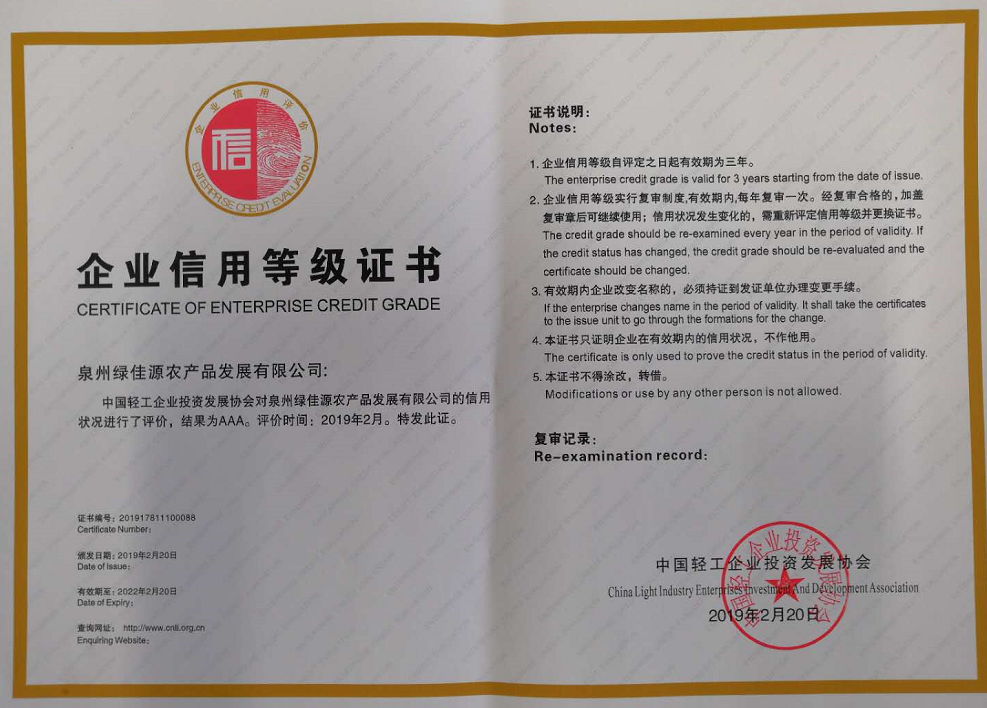 企业信用评价
信
ENTERPRISE CREDIT EVALUATION
企业信用等级证书
CERTIFICATE OF ENTERPRISE CREDIT GRADE
泉州绿佳源农产品发展有限公司:
中国轻工企业投资发展协会对泉州绿佳源农产品发展有限公司的信用
状况进行了评价，结果为AAA。评价时间：2019年2月。特发此证。
证书编号：201917811100088
Certificate Number:
颁发日期：2019年2月20日
Date of Issue:
有效期至：2022年2月20日
Date of Expiry:
查询网址： http://www.cnli.org.cn
Enquiring Website:
证书说明：
Notes:
1. 企业信用等级自评定之日起有效期为三年。
The enterprise credit grade is valid for 3 years starting from the date of issue.
2. 企业信用等级实行复审制度,有效期内,每年复审一次。经复审合格的，加盖
复审章后可继续使用；信用状况发生变化的，需重新评定信用等级并更换证书。
The credit grade should be re-examined every year in the period of validity. If
the credit status has changed, the credit grade should be re-evaluated and the
certificate should be changed.
3. 有效期内企业改变名称的，必须持证到发证单位办理变更手续。
If the enterprise changes name in the period of validity. It shall take the certificates
to the issue unit to go through the formations for the change.
4. 本证书只证明企业在有效期内的信用状况，不作他用。
The certificate is only used to prove the credit status in the period of validity.
5. 本证书不得涂改，转借。
Modifications or use by any other person is not allowed.
复审记录：
Re-examination record:
中国轻工企业投资发展协会
China Light Industry Enterprises Investment And Development Association
2019年2月20日
中国轻工企业投资发展协会